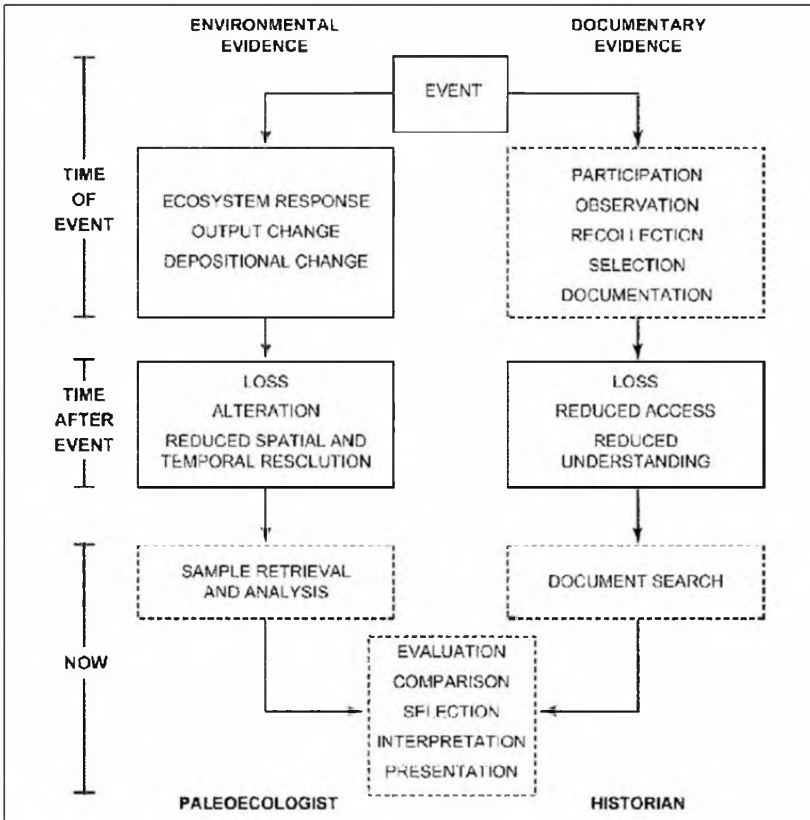 ENVIRONMENTAL
EVIDENCE
DOCUMENTARY
EVIDENCE
EVENT
TIME
OF
EVENT
ECOSYSTEM RESPONSE
OUTPUT CHANGE
DEPOSITIONAL CHANGE
PARTICIPATION
OBSERVATION
RECOLLECTION
SELECTION
DOCUMENTATION
TIME
AFTER
EVENT
LOSS
ALTERATION
REDUCED SPATIAL AND
TEMPORAL RESCLUTION
LOSS
REDUCED ACCESS
REDUCED
UNDERSTANDING
NOW
SAMPLE RETRIEVAL
AND ANALYSIS
DOCUMENT SEARCH
EVALUATION
COMPARISON
SELECTION
INTERPRETATION
PRESENTATION
PALEOECOLOGIST
HISTORIAN